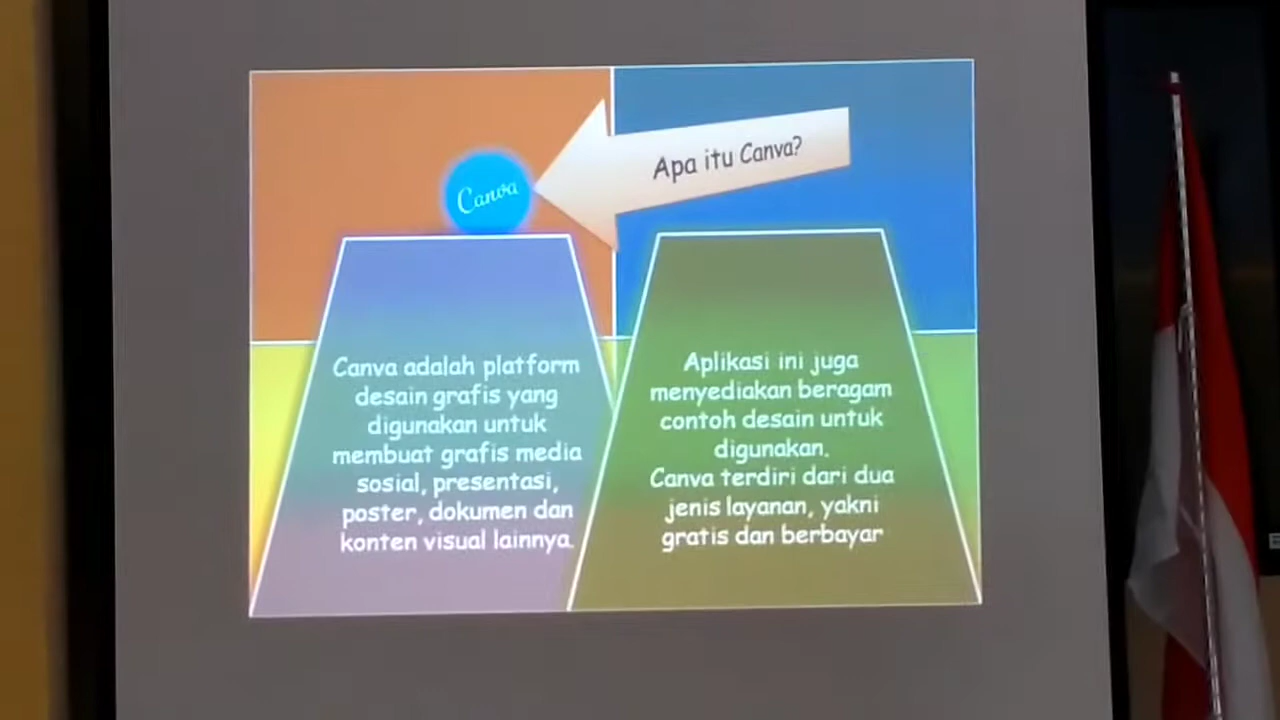 Apa itu Canva?
Canva
Canva adalah platform
desain grafis yang
digunakan untuk
membuat grafis media
sosial, presentasi,
poster, dokumen dan
konten visual lainnya.
Aplikasi ini juga
menyediakan beragam
contoh desain untuk
digunakan.
Canva terdiri dari dua
jenis layanan, yakni
gratis dan berbayar